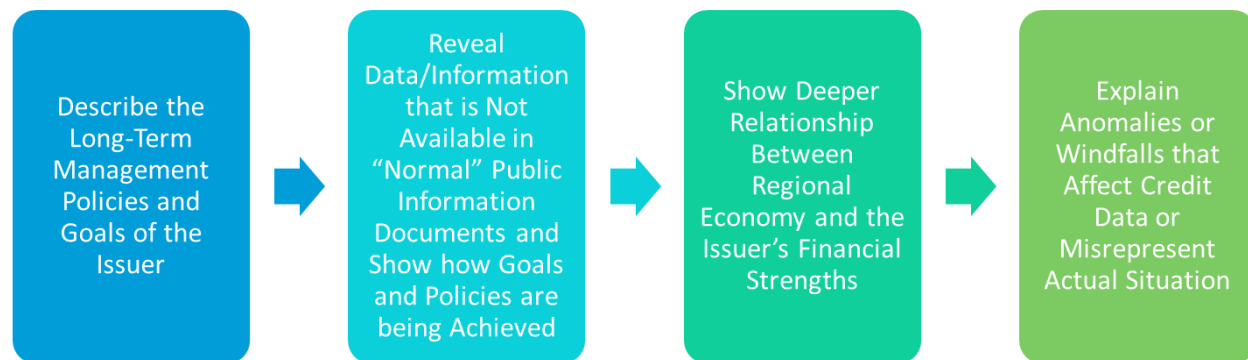 Describe the
Long-Term
Management
Policies and
Goals of the
Issuer
Reveal
Data/Information
that is Not
Available in
“Normal” Public
Information
Documents and
Show how Goals
and Policies are
being Achieved
Show Deeper
Relationship
Between
Regional
Economy and the
Issuer’s Financial
Strengths
Explain
Anomalies or
Windfalls that
Affect Credit
Data or
Misrepresent
Actual Situation